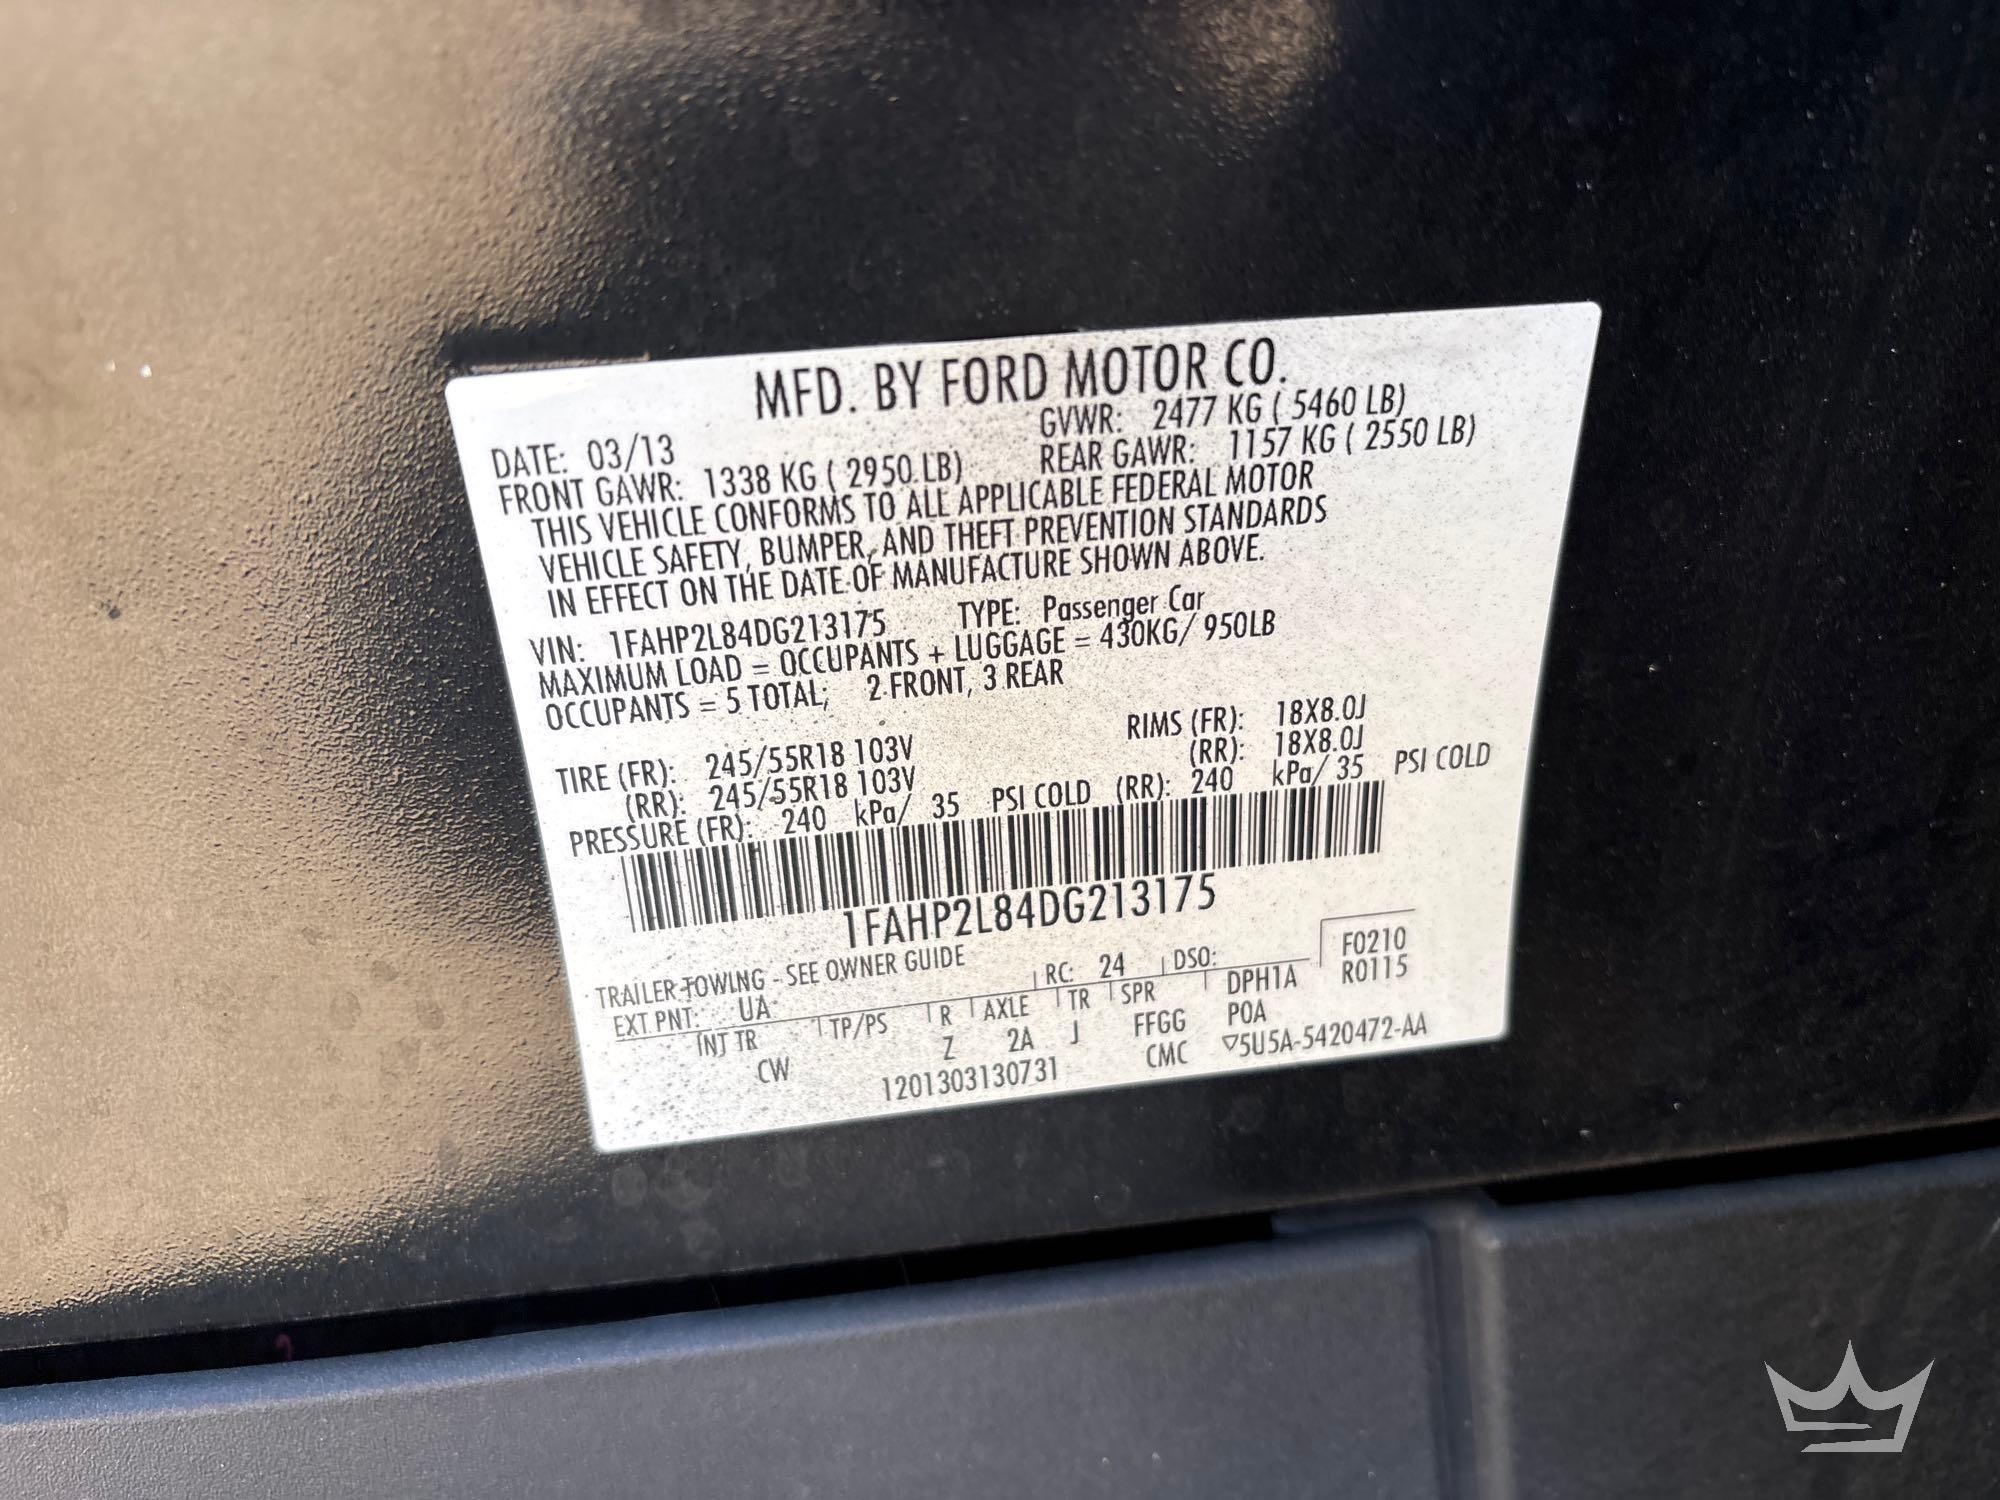 MFD. BY FORD MOTOR CO.
DATE: 03/13 GVWR: 2477 KG ( 5460 LB)
FRONT GAWR: 1338 KG ( 2950 LB) REAR GAWR: 1157 KG ( 2550 LB)
THIS VEHICLE CONFORMS TO ALL APPLICABLE FEDERAL MOTOR
VEHICLE SAFETY, BUMPER, AND THEFT PREVENTION STANDARDS
IN EFFECT ON THE DATE OF MANUFACTURE SHOWN ABOVE.
VIN: 1FAHP2L84DG213175 TYPE: Passenger Car
MAXIMUM LOAD = OCCUPANTS + LUGGAGE = 430KG/ 950LB
OCCUPANTS = 5 TOTAL; 2 FRONT, 3 REAR
TIRE (FR): 245/55R18 103V RIMS (FR): 18X8.0J
(RR): 245/55R18 103V (RR): 18X8.0J
PRESSURE (FR): 240 kPa/ 35 PSI COLD (RR): 240 kPa/ 35 PSI COLD
1FAHP2L84DG213175
TRAILER TOWING - SEE OWNER GUIDE
EXT PNT: UA RC: 24 DSO: F0210
INT TR TP/PS R AXLE TR SPR DPH1A R0115
CW Z 2A J FFGG POA
1201303130731 CMC ▽5U5A-5420472-AA